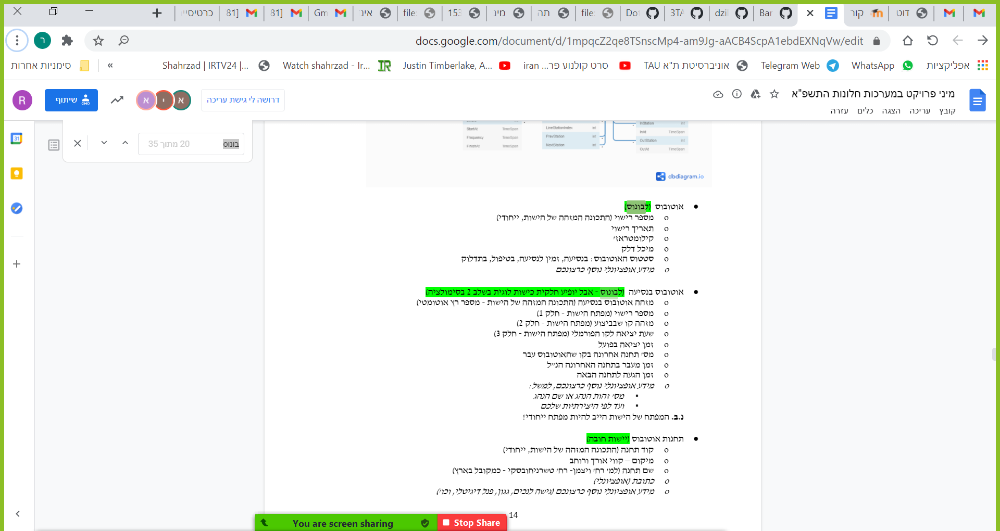 כרטיסיי
81]
81]
Gm
אינ
file:
153
מינ
תה
file:
Dot
3TA
dzil
Bar
קור
דוט
docs.google.com/document/d/1mpqcZ2qe8TSnscMp4-am9Jg-aACB4ScpA1ebdEXNqVw/edit
ר
אפליקציות
WhatsApp
Telegram Web
אוניברסיטת ת"א TAU
סרט קולנוע פר... iran
Justin Timberlake, A...
Watch shahrzad - Ir...
Shahrzad | IRTV24 |...
«
סימניות אחרות
מיני פרויקט במערכות חלונות התשפ"א
קובץ עריכה הצגה כלים עזרה
דרושה לי גישת עריכה
א
י
א
שיתוף
R
31
בונוס
20 מתוך 35
StartAt TimeSpan
Frequency TimeSpan
FinishAt TimeSpan
LineStationIndex int
PrevStation int
NextStation int
InStation int
InAt TimeSpan
OutStation int
OutAt TimeSpan
dbdiagram.io
● אוטובוס (לבונוס)
o מספר רישוי (התכונה המזהה של הישות, ייחודי)
o תאריך רישוי
o קילומטראז'
o מיכל דלק
o סטטוס האוטובוס: בנסיעה, זמין לנסיעה, בטיפול, בתדלוק
o מידע אופציונלי נוסף כרצונכם
● אוטובוס בנסיעה (לבונוס - אבל יופיע חלקית כישות לוגית בשלב 2 בסימולציה)
o מזהה אוטובוס בנסיעה (התכונה המזהה של הישות - מספר רץ אוטומטי)
o מספר רישוי (מפתח הישות - חלק 1)
o מזהה קו שבביצוע (מפתח הישות - חלק 2)
o שעת יציאה לקו הפורמלי (מפתח הישות - חלק 3)
o זמן יציאה בפועל
o מס' תחנה אחרונה בקו שהאוטובוס עבר
o זמן מעבר בתחנה האחרונה הנ"ל
o זמן הגעה לתחנה הבאה
o מידע אופציונלי נוסף כרצונכם, למשל:
▪ מס' זהות הנהג או שם הנהג
▪ ועד לפי היצירתיות שלכם
נ.ב. המפתח של הישות הייב להיות מפתח ייחודי!
● תחנות אוטובוס (יישות חובה)
o קוד תחנה (התכונה המזהה של הישות, ייחודי)
o מיקום – קווי אורך ורוחב
o שם תחנה (למ' רח' ויצמן- רח' טשרניחובסקי - כמקובל בארץ)
o כתובת (אופציונלי)
o מידע אופציונלי נוסף כרצונכם (גישה לנכים, גגון, פנל דיגיטלי, וכו')
14
You are screen sharing
Stop Share